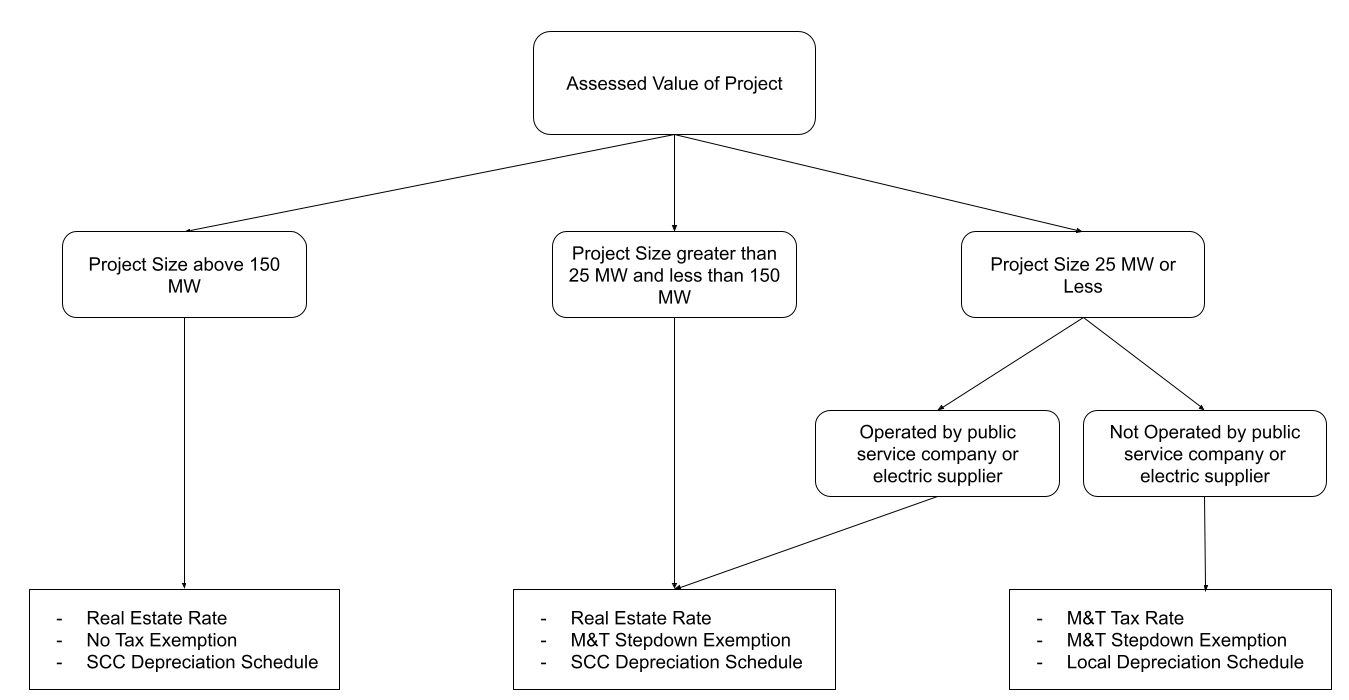 Assessed Value of Project
Project Size above 150
MW
Project Size greater than
25 MW and less than 150
MW
Project Size 25 MW or
Less
Operated by public
service company or
electric supplier
Not Operated by public
service company or
electric supplier
- Real Estate Rate
- No Tax Exemption
- SCC Depreciation Schedule
- Real Estate Rate
- M&T Stepdown Exemption
- SCC Depreciation Schedule
- M&T Tax Rate
- M&T Stepdown Exemption
- Local Depreciation Schedule